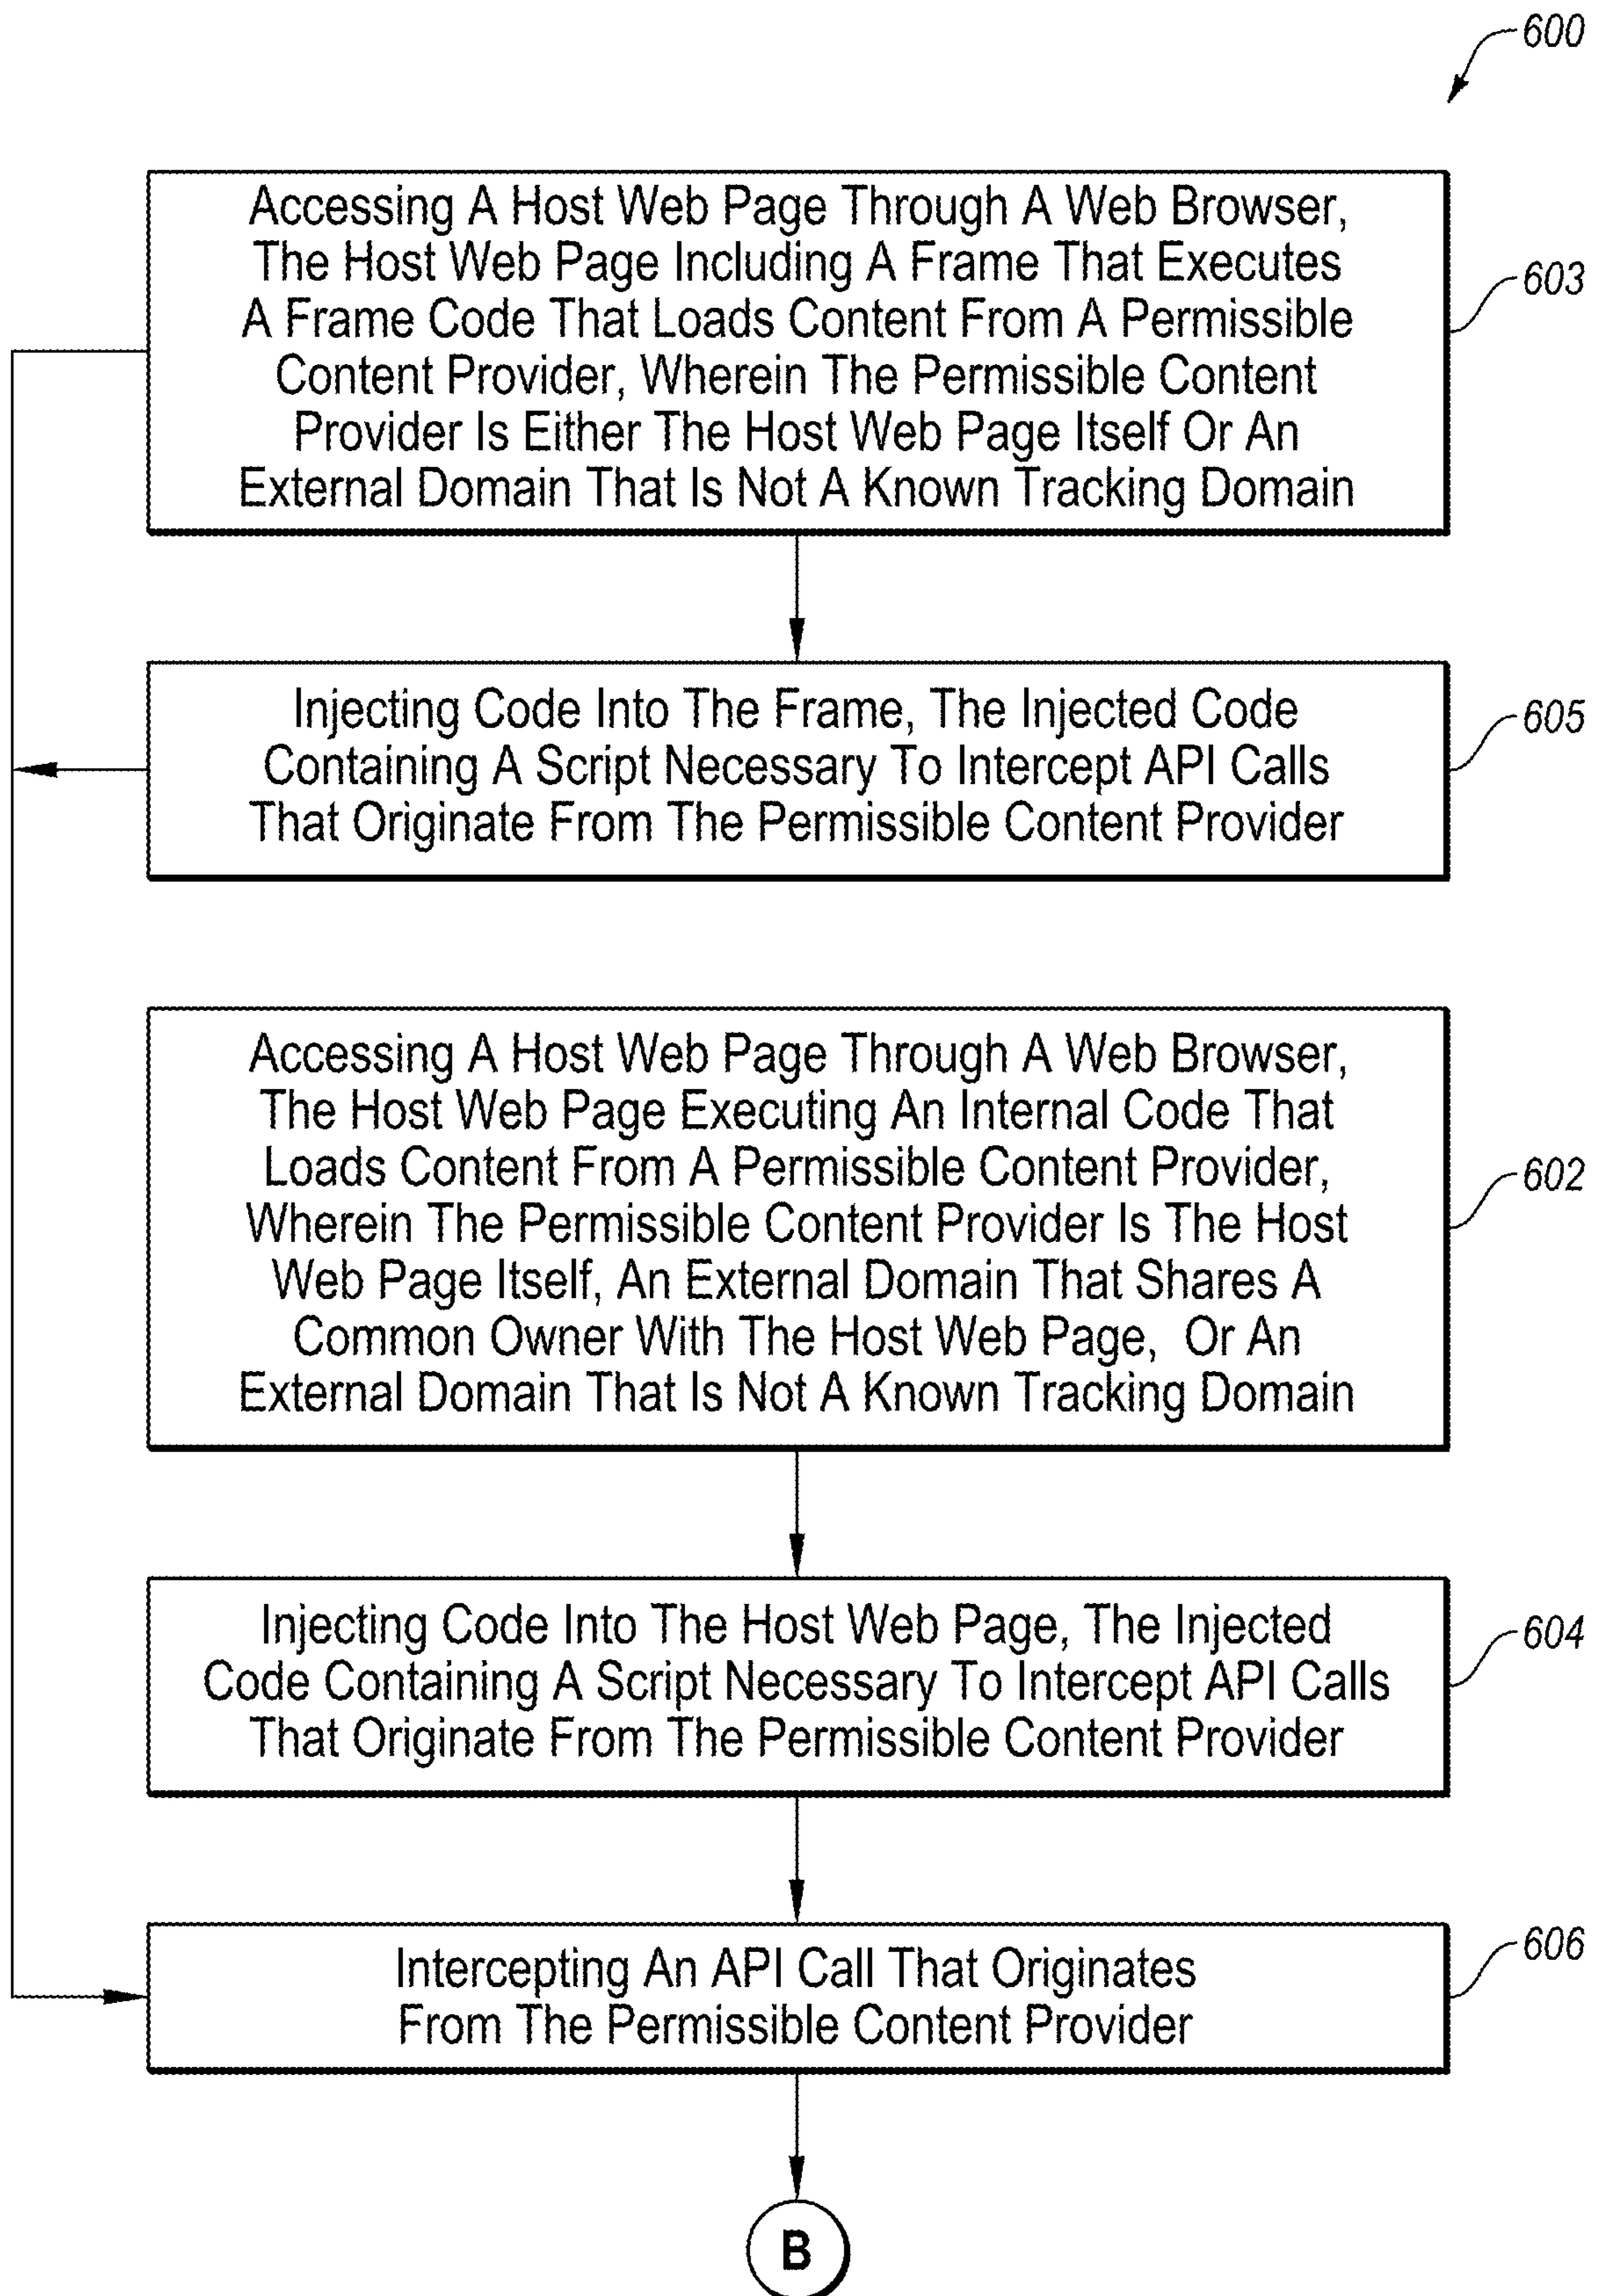 600
Accessing A Host Web Page Through A Web Browser,
The Host Web Page Including A Frame That Executes
A Frame Code That Loads Content From A Permissible
Content Provider, Wherein The Permissible Content
Provider Is Either The Host Web Page Itself Or An
External Domain That Is Not A Known Tracking Domain
603
Injecting Code Into The Frame, The Injected Code
Containing A Script Necessary To Intercept API Calls
That Originate From The Permissible Content Provider
605
Accessing A Host Web Page Through A Web Browser,
The Host Web Page Executing An Internal Code That
Loads Content From A Permissible Content Provider,
Wherein The Permissible Content Provider Is The Host
Web Page Itself, An External Domain That Shares A
Common Owner With The Host Web Page, Or An
External Domain That Is Not A Known Tracking Domain
602
Injecting Code Into The Host Web Page, The Injected
Code Containing A Script Necessary To Intercept API Calls
That Originate From The Permissible Content Provider
604
Intercepting An API Call That Originates
From The Permissible Content Provider
606
B